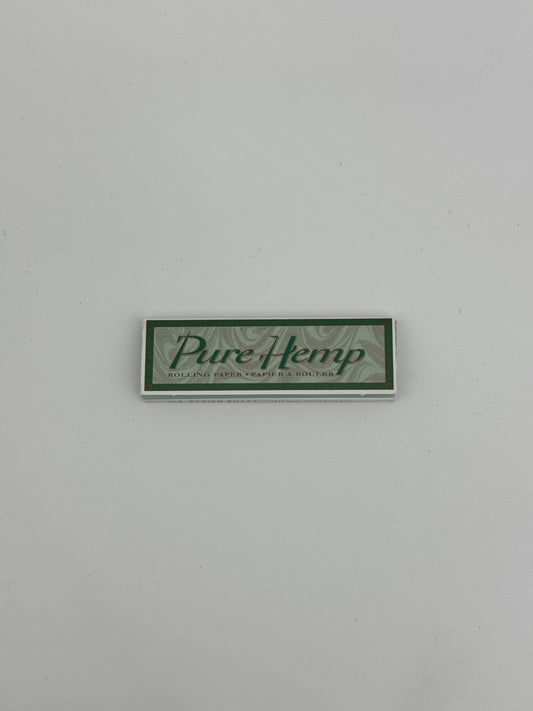 Pure Hemp
ROLLING PAPER • PAPIER A ROULER